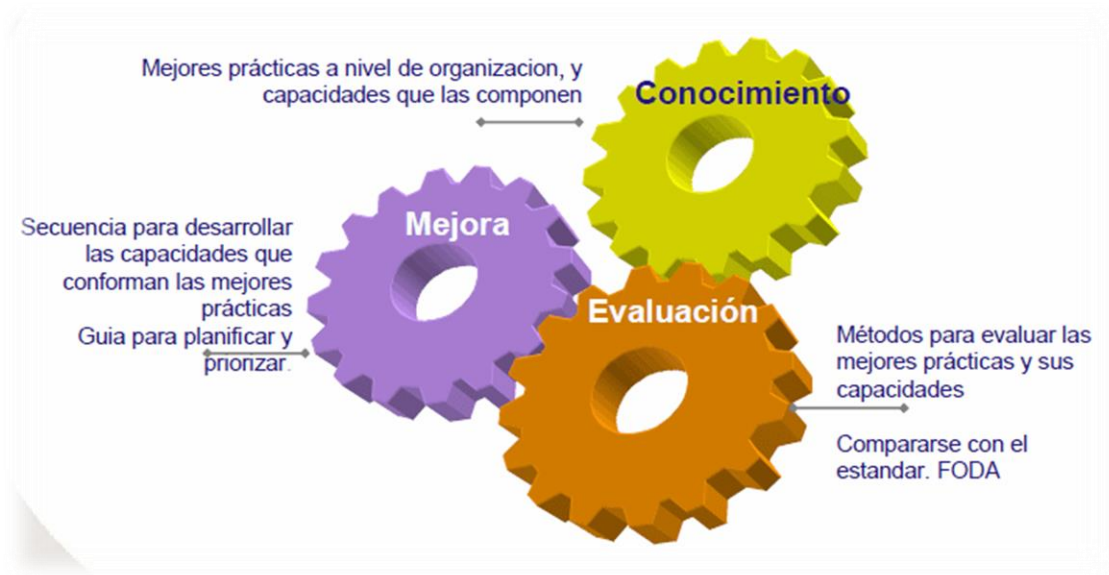 Mejores prácticas a nivel de organizacion, y
capacidades que las componen
Conocimiento
Mejora
Secuencia para desarrollar
las capacidades que
conforman las mejores
prácticas
Guia para planificar y
priorizar.
Evaluación
Métodos para evaluar las
mejores prácticas y sus
capacidades
Compararse con el
estandar. FODA